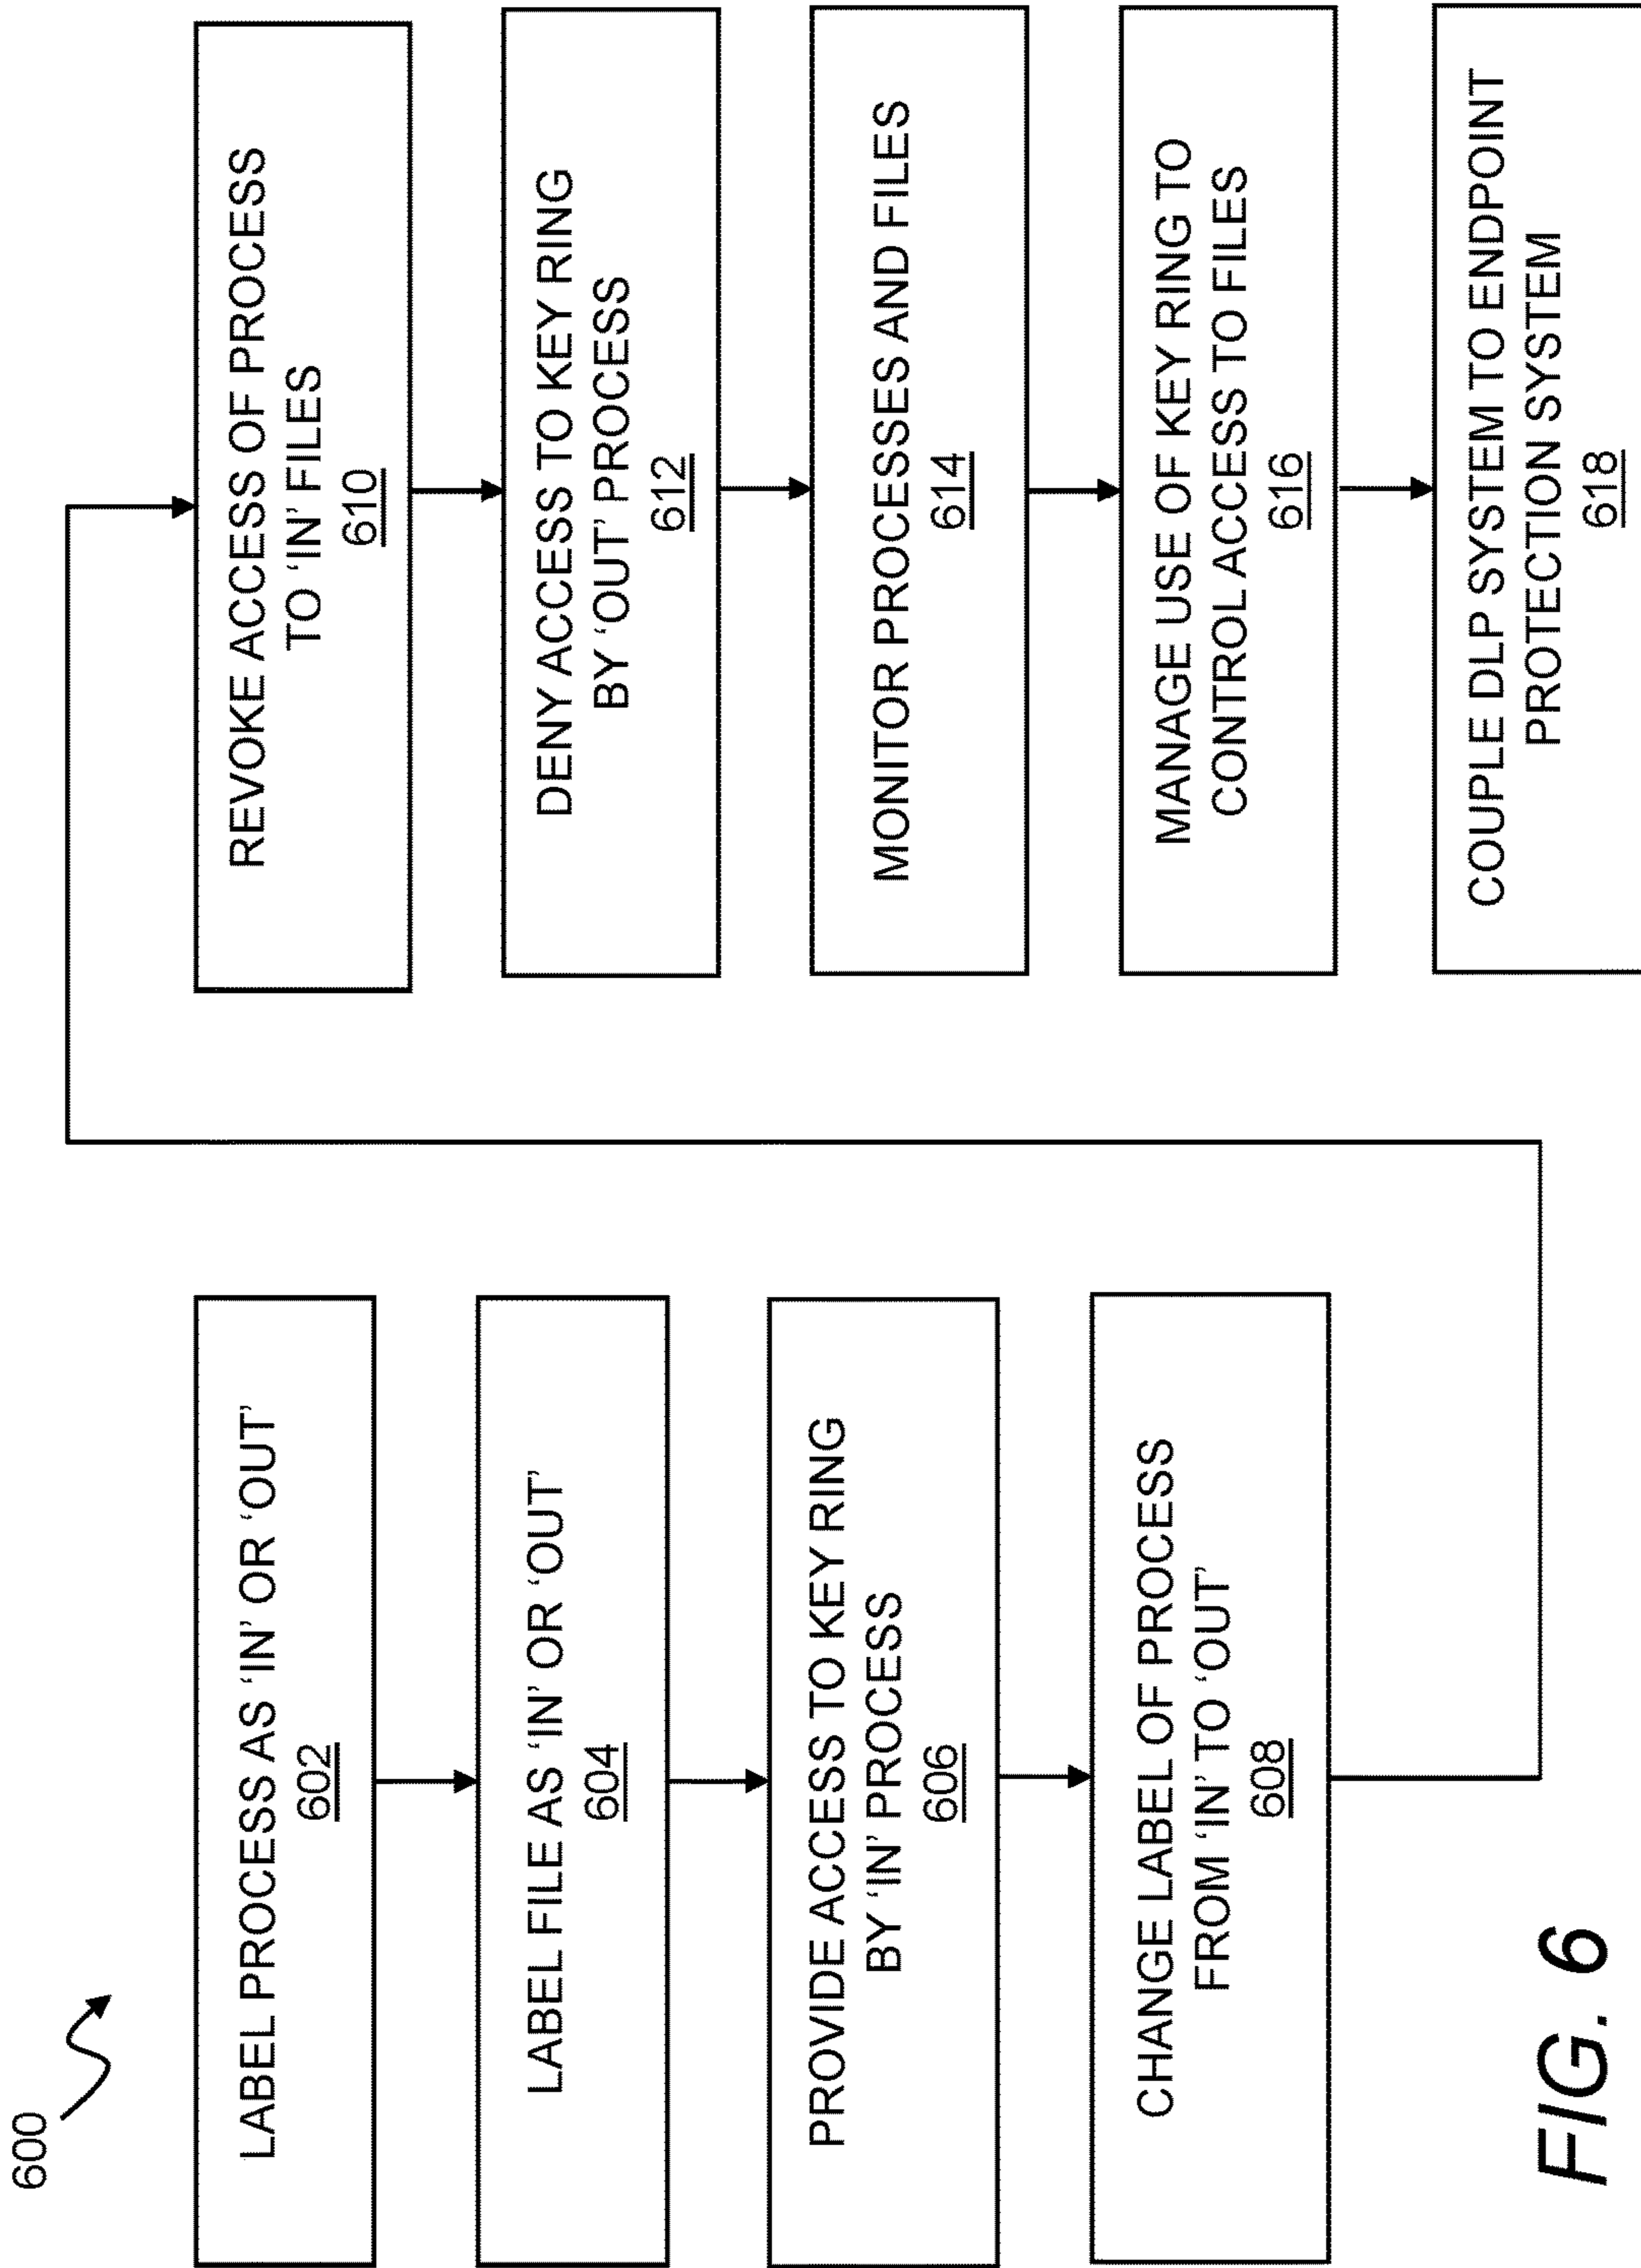 600
LABEL PROCESS AS ‘IN’ OR ‘OUT’
602
LABEL FILE AS ‘IN’ OR ‘OUT’
604
PROVIDE ACCESS TO KEY RING
BY ‘IN’ PROCESS
606
CHANGE LABEL OF PROCESS
FROM ‘IN’ TO ‘OUT’
608
REVOKE ACCESS OF PROCESS
TO ‘IN’ FILES
610
DENY ACCESS TO KEY RING
BY ‘OUT’ PROCESS
612
MONITOR PROCESSES AND FILES
614
MANAGE USE OF KEY RING TO
CONTROL ACCESS TO FILES
616
COUPLE DLP SYSTEM TO ENDPOINT
PROTECTION SYSTEM
618
FIG. 6